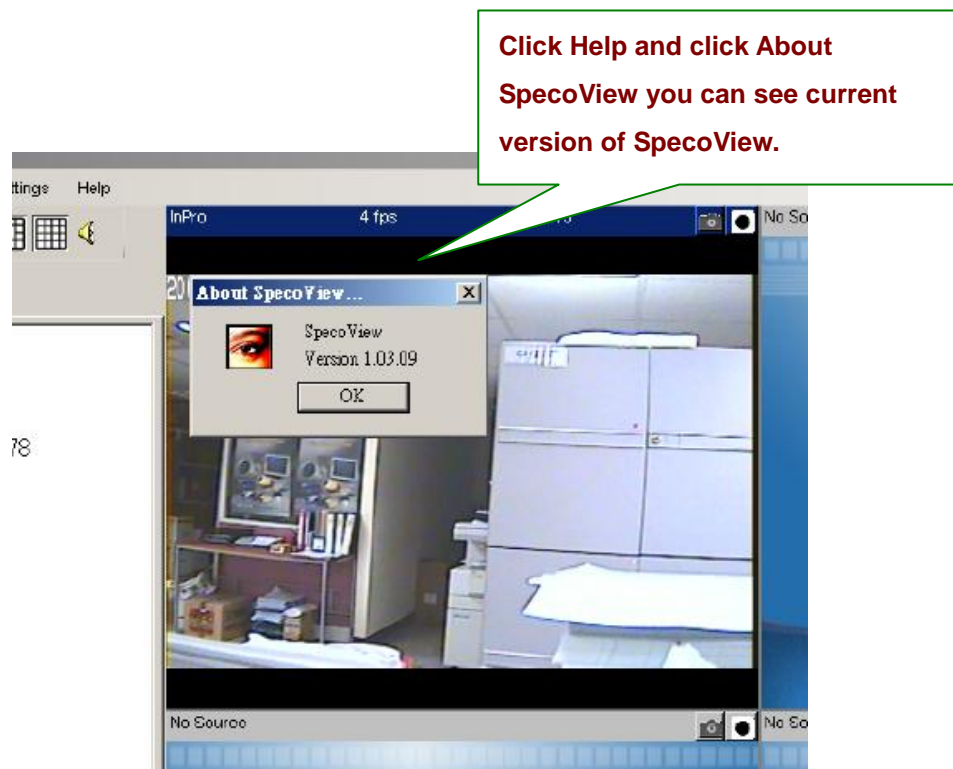 Click Help and click About
SpecoView you can see current
version of SpecoView.
ttings Help
InPro 4 fps
No So
20
About SpecoView...
SpecoView
Version 1.03.09
OK
78
No Source
No So